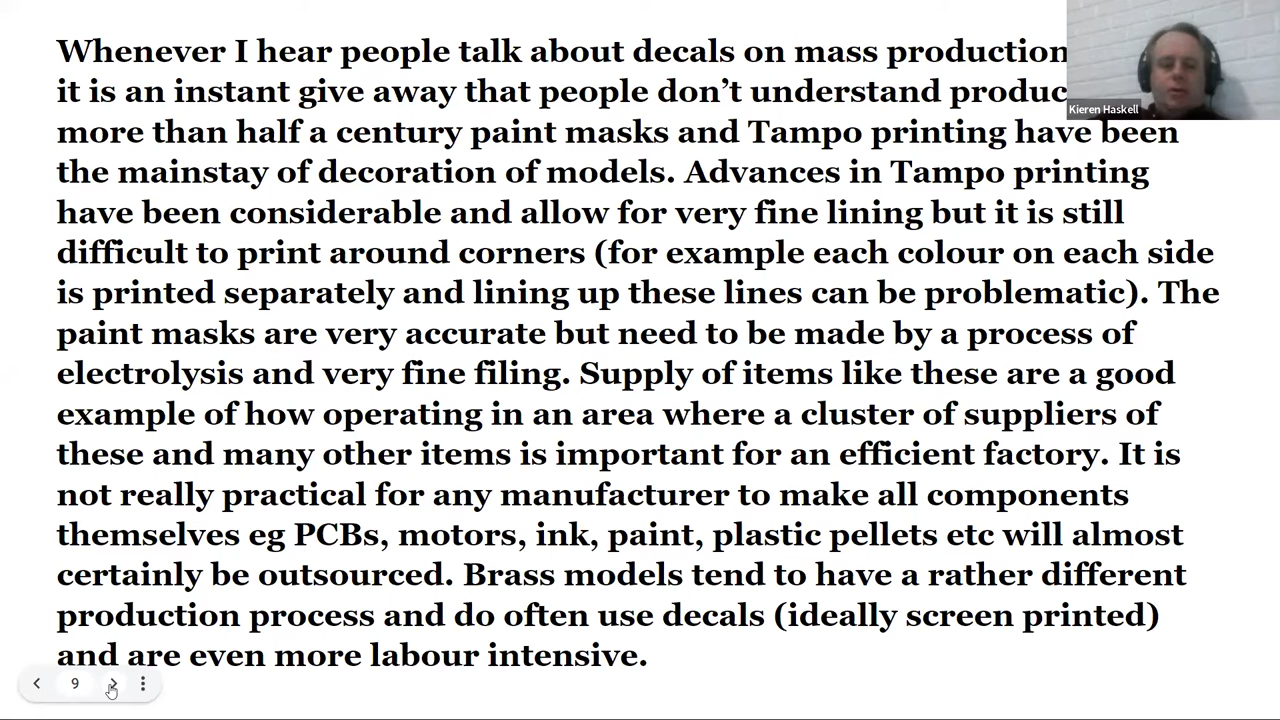 Whenever I hear people talk about decals on mass production
it is an instant give away that people don’t understand
more than half a century paint masks and Tampo printing have been
the mainstay of decoration of models. Advances in Tampo printing
have been considerable and allow for very fine lining but it is still
difficult to print around corners (for example each colour on each side
is printed separately and lining up these lines can be problematic). The
paint masks are very accurate but need to be made by a process of
electrolysis and very fine filing. Supply of items like these are a good
example of how operating in an area where a cluster of suppliers of
these and many other items is important for an efficient factory. It is
not really practical for any manufacturer to make all components
themselves eg PCBs, motors, ink, paint, plastic pellets etc will almost
certainly be outsourced. Brass models tend to have a rather different
production process and do often use decals (ideally screen printed)
and are even more labour intensive.
Kieren Haskell
9